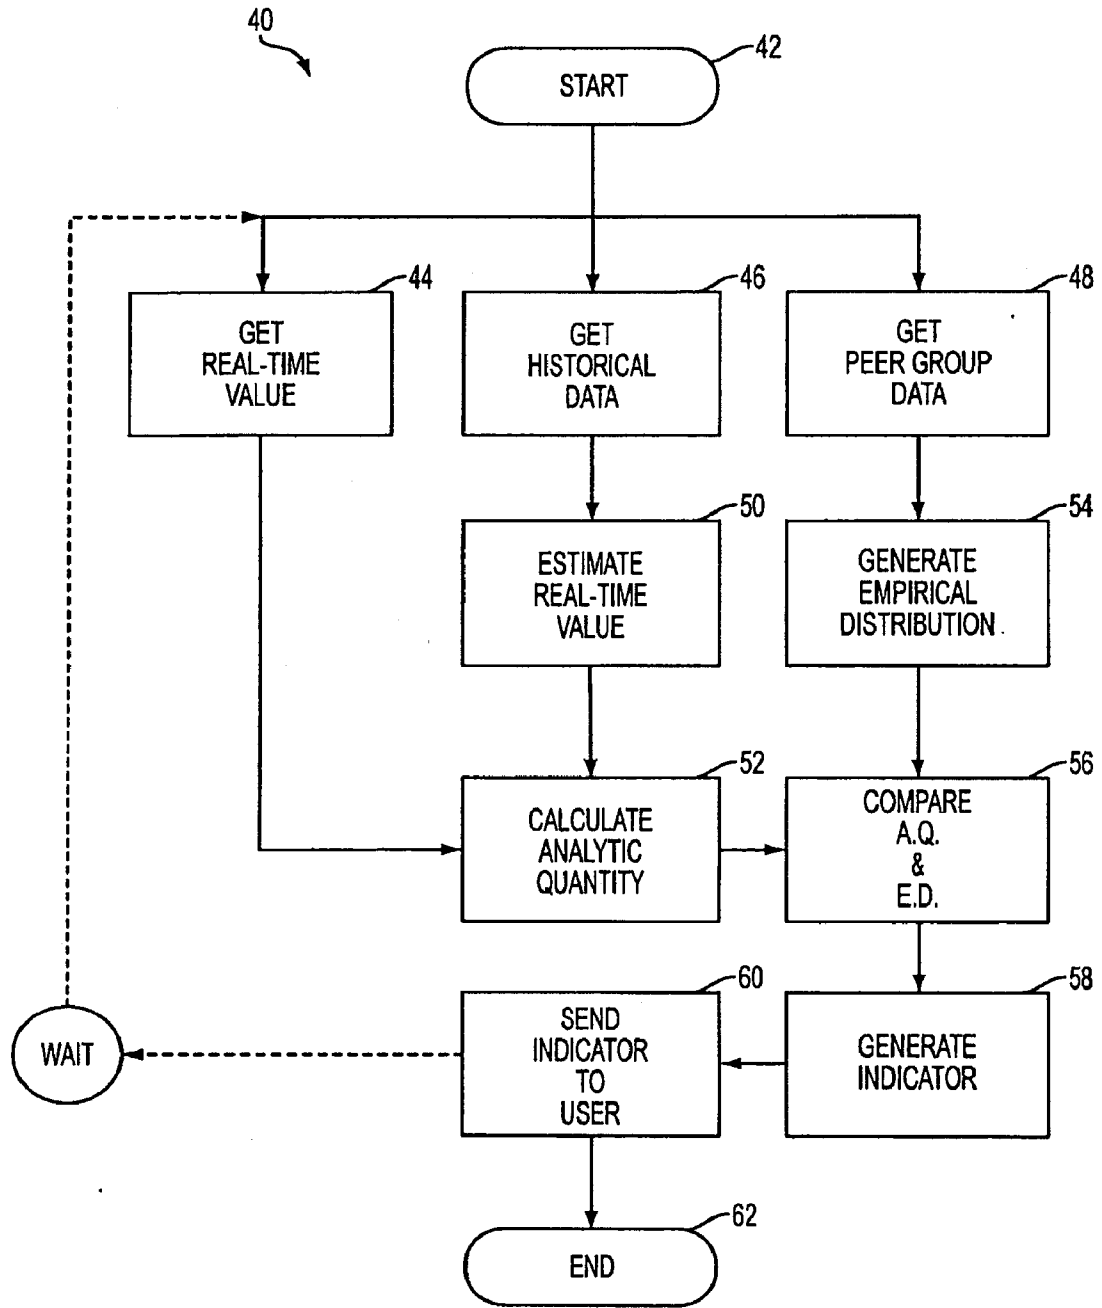 40
42
START
44
46
48
GET
REAL-TIME
VALUE
GET
HISTORICAL
DATA
GET
PEER GROUP
DATA
50
54
ESTIMATE
REAL-TIME
VALUE
GENERATE
EMPIRICAL
DISTRIBUTION
52
56
CALCULATE
ANALYTIC
QUANTITY
COMPARE
A.Q.
&
E.D.
60
58
WAIT
SEND
INDICATOR
TO
USER
GENERATE
INDICATOR
62
END